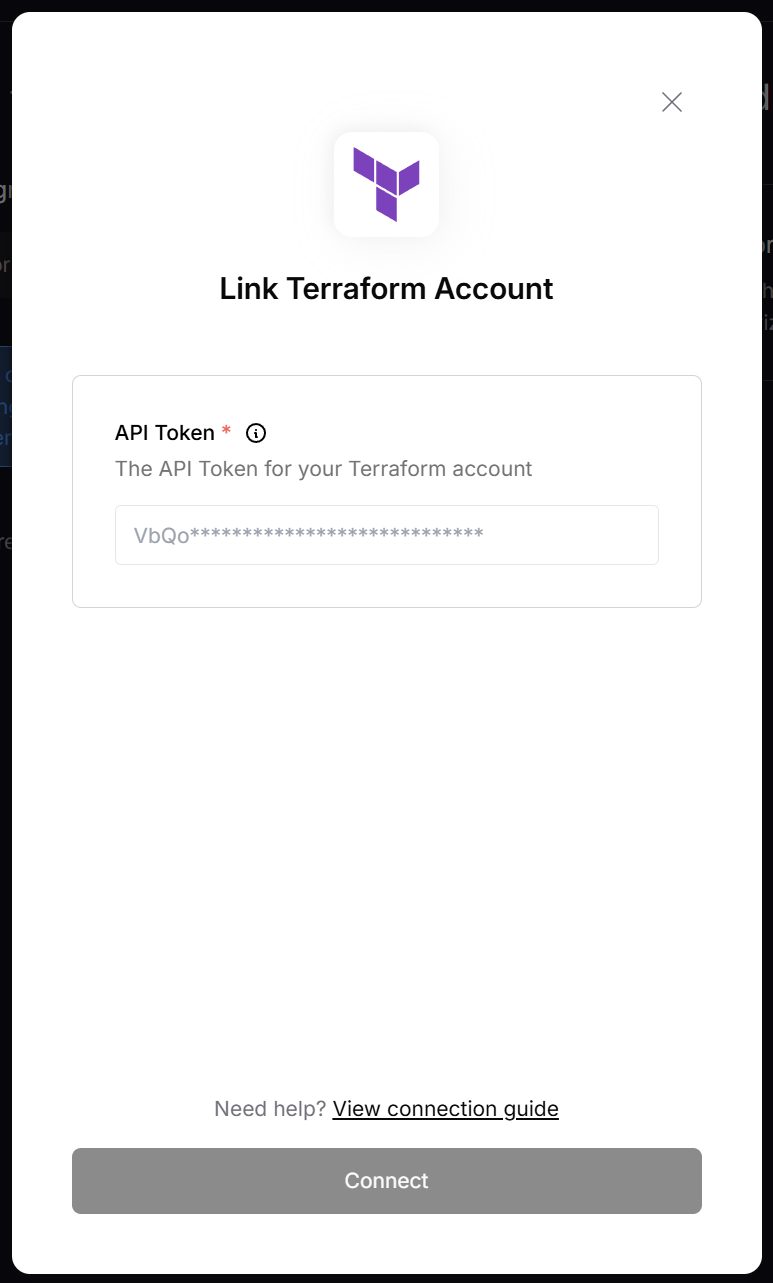 Link Terraform Account
API Token *
The API Token for your Terraform account
VbQo****************************
Need help? View connection guide
Connect